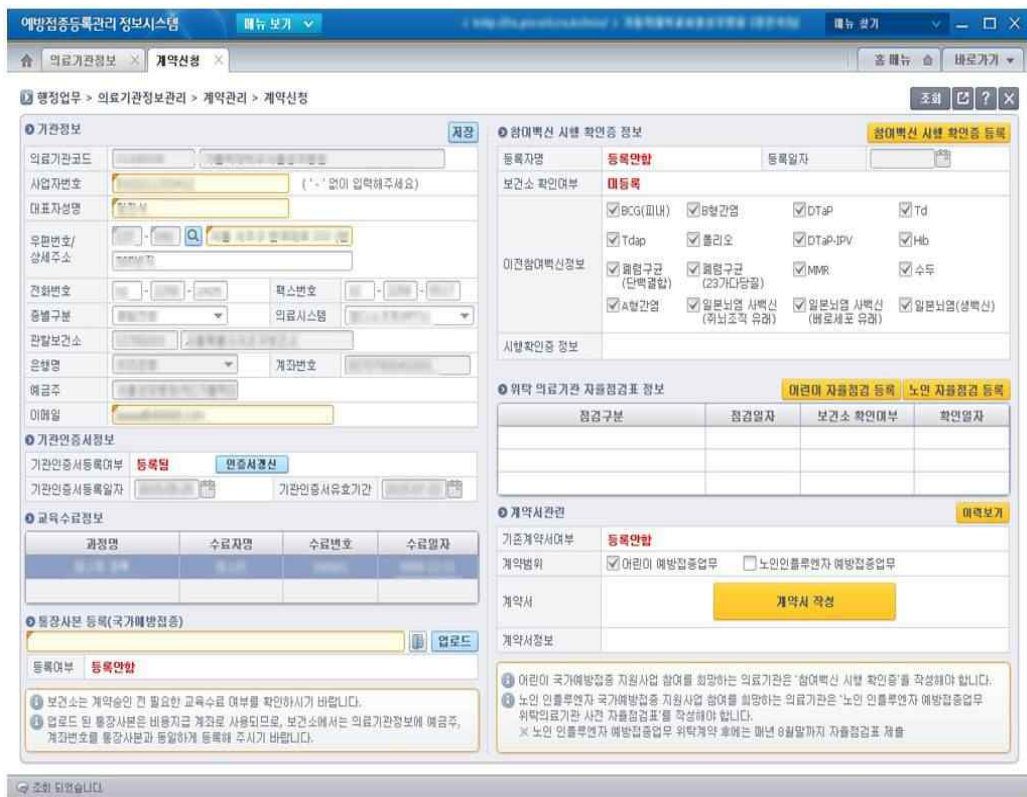 예방접종등록관리 정보시스템
메뉴 보기
메뉴 찾기
의료기관정보
계약신청
홈 메뉴
바로가기
행정업무 > 의료기관정보관리 > 계약관리 > 계약신청
조회
기관정보
저장
의료기관코드
사업자번호
( '-' 없이 입력해주세요)
대표자성명
우편번호/
상세주소
전화번호
팩스번호
종별구분
의료시스템
관할보건소
은행명
계좌번호
예금주
이메일
기관인증서정보
기관인증서등록여부 등록됨 인증서갱신
기관인증서등록일자
기관인증서유효기간
교육수료정보
과정명 수료자명 수료번호 수료일자
통장사본 등록(국가예방접종)
업로드
등록여부 등록안함
보건소는 계약승인 전 필요한 교육수료 여부를 확인하시기 바랍니다.
업로드 된 통장사본은 비용지급 계좌로 사용되므로, 보건소에서는 의료기관정보에 예금주,
계좌번호를 통장사본과 동일하게 등록해 주시기 바랍니다.
참여백신 시행 확인증 정보
참여백신 시행 확인증 등록
등록자명 등록안함 등록일자
보건소 확인여부 미등록
이전참여백신정보
BCG(피내) B형간염 DTaP Td
Tdap 폴리오 DTaP-IPV Hib
폐렴구균 폐렴구균 MMR 수두
(단백결합) (23가다당질)
A형간염 일본뇌염 사백신 일본뇌염 사백신 일본뇌염(생백신)
(쥐뇌조직 유래) (베로세포 유래)
시행확인증 정보
위탁 의료기관 자율점검표 정보
어린이 자율점검 등록 노인 자율점검 등록
점검구분 점검일자 보건소 확인여부 확인일자
계약서관련
이력보기
기존계약서여부 등록안함
계약범위 어린이 예방접종업무 노인인플루엔자 예방접종업무
계약서 계약서 작성
계약서정보
어린이 국가예방접종 지원사업 참여를 희망하는 의료기관은 '참여백신 시행 확인증'을 작성해야 합니다.
노인 인플루엔자 국가예방접종 지원사업 참여를 희망하는 의료기관은 '노인 인플루엔자 예방접종업무
위탁의료기관 사전 자율점검표'를 작성해야 합니다.
※ 노인 인플루엔자 예방접종업무 위탁계약 후에는 매년 8월말까지 자율점검표 제출
조회 되었습니다.